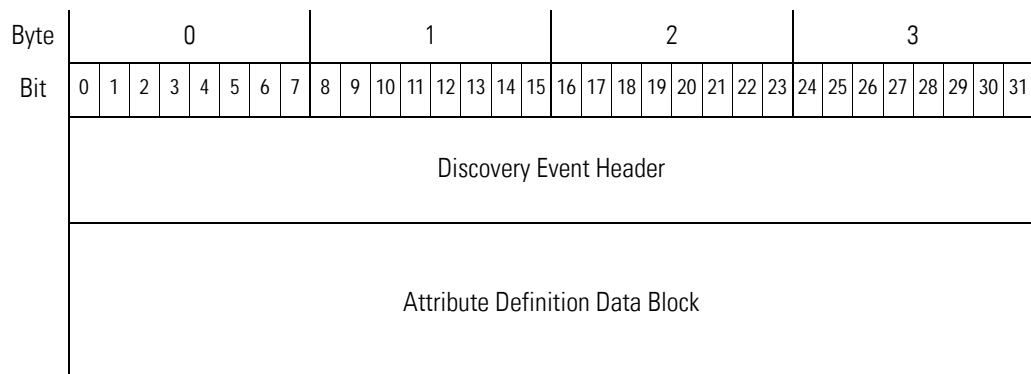 Byte 0 1 2 3
Bit 0 1 2 3 4 5 6 7 8 9 10 11 12 13 14 15 16 17 18 19 20 21 22 23 24 25 26 27 28 29 30 31
Discovery Event Header
Attribute Definition Data Block